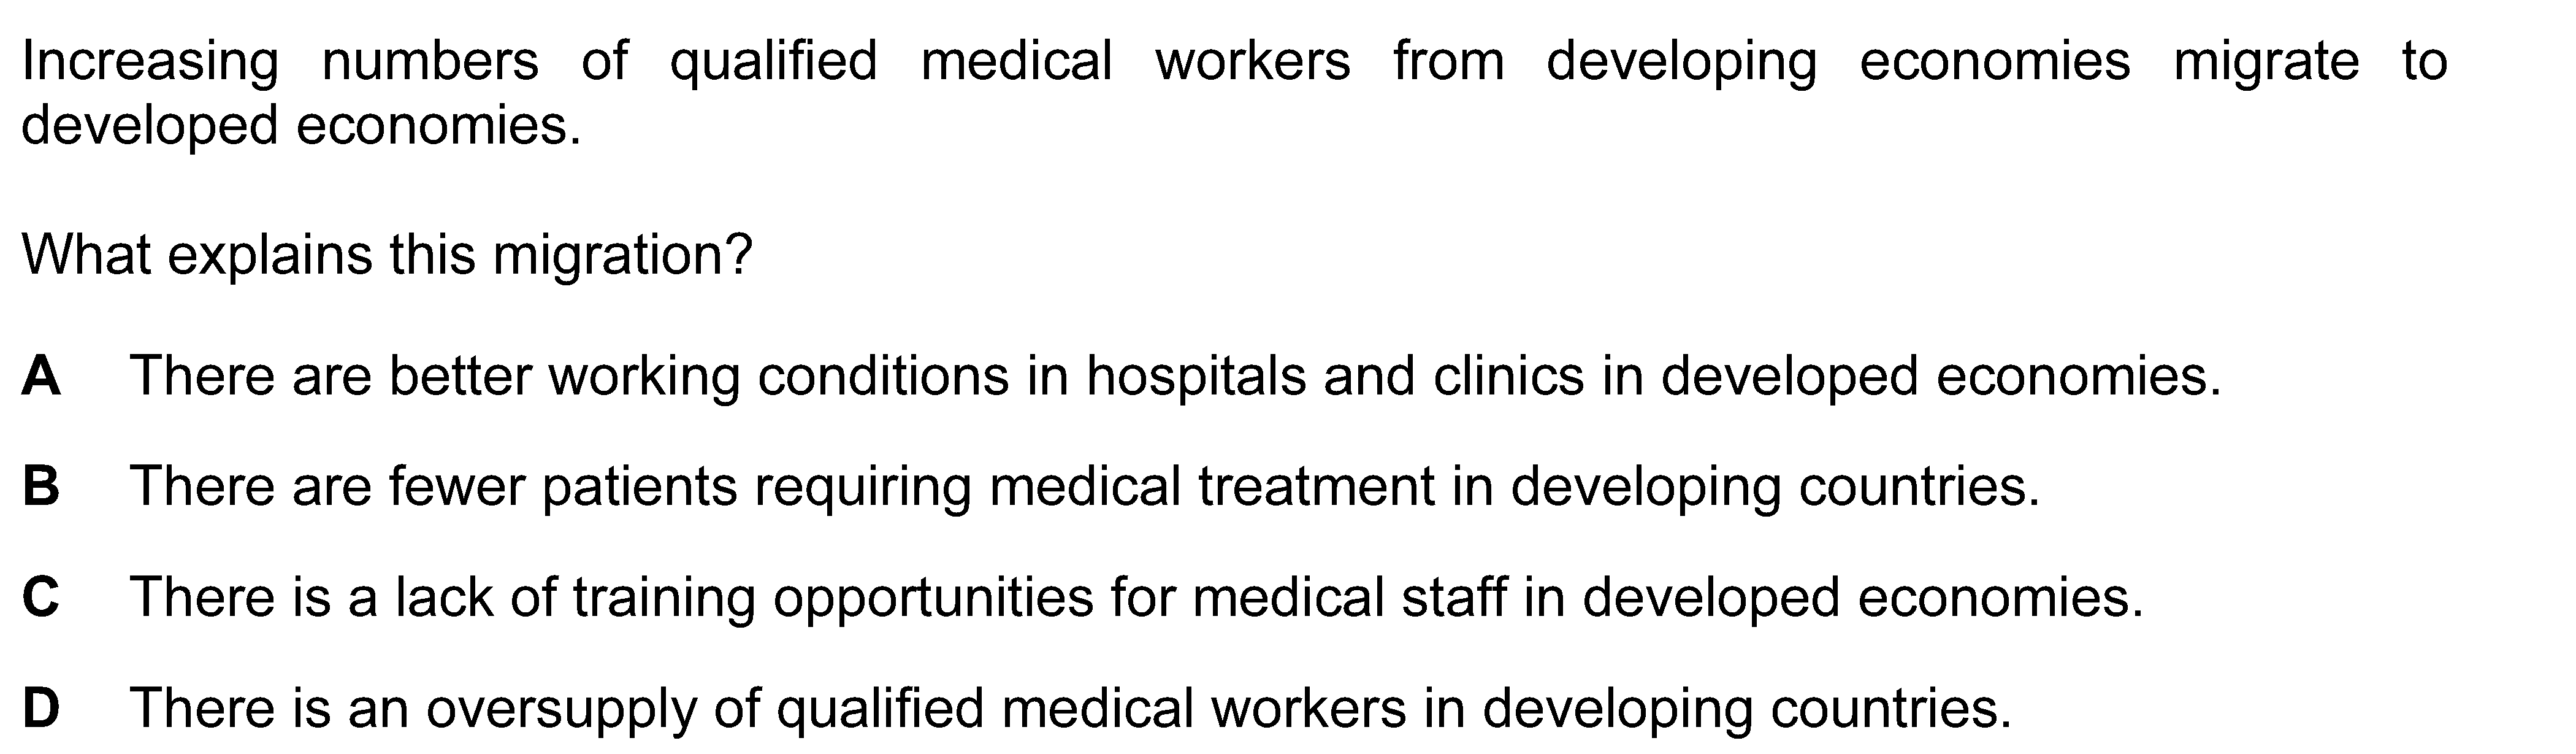 Increasing numbers of qualified medical workers from developing economies migrate to
developed economies.
What explains this migration?
A There are better working conditions in hospitals and clinics in developed economies.
B There are fewer patients requiring medical treatment in developing countries.
C There is a lack of training opportunities for medical staff in developed economies.
D There is an oversupply of qualified medical workers in developing countries.